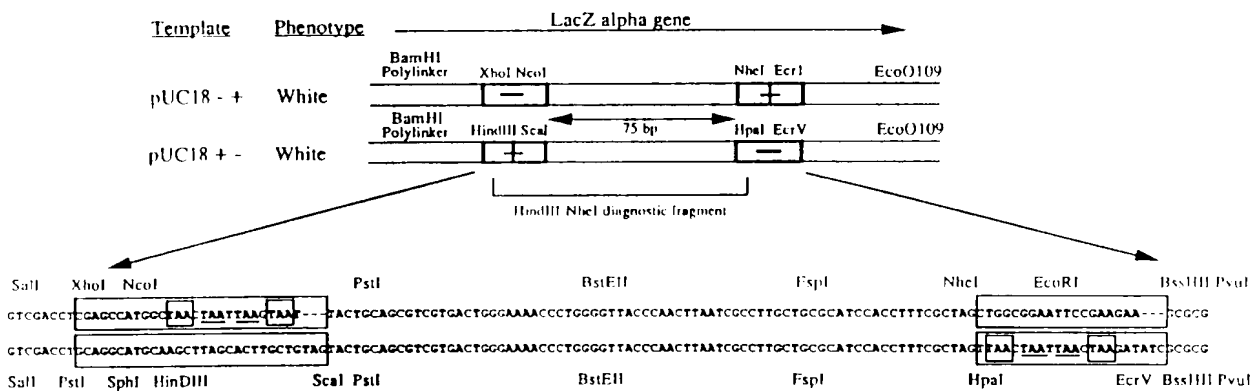 LacZ alpha gene
Template Phenotype
BamHI Polylinker XhoI NcoI NheI EcrI EcoO109
pUC18 - + White − +
BamHI Polylinker HindIII ScaI 75 bp HpaI EcrV EcoO109
pUC18 + - White + −
HindIII NheI diagnostic fragment
SalI XhoI NcoI PstI BstEII FspI NheI EcoRI BssHII PvuI
GTCGACCTCGAGCCATGGCTAACTAATTAAGTAAT---TACTGCAGCGTCGTGACTGGGAAAACCCTGGGGTTACCCAACTTAATCGCCTTGCTGCGCATCCACCTTTCGCTAGCTGGCGGAATTCCGAAGAA---GCGCG
GTCGACCTGCAGGCATGCAAGCTTAGCACTTGCTGTAGTACTGCAGCGTCGTGACTGGGAAAACCCTGGGGTTACCCAACTTAATCGCCTTGCTGCGCATCCACCTTTCGCTAGTTAACTAATTAACTAAGATATCGCGCG
SalI PstI SphI HinDIII ScaI PstI BstEII FspI HpaI EcrV BssHII PvuI